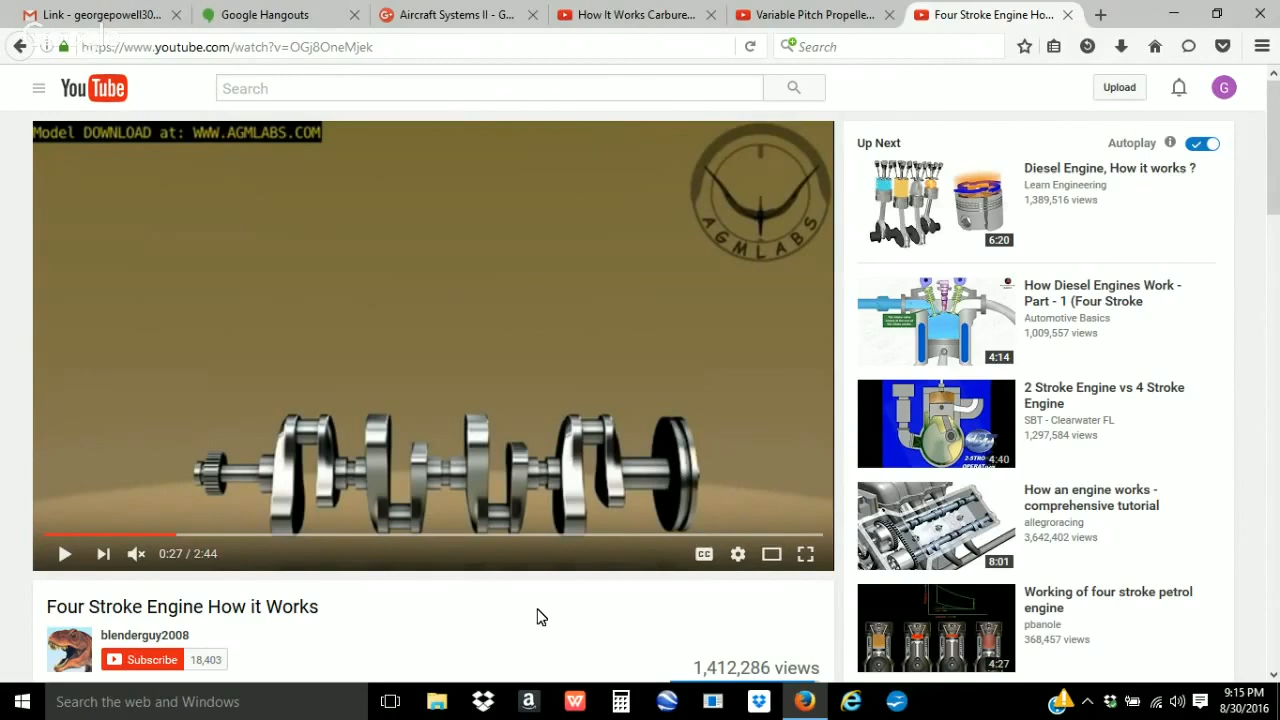 Link - georgepowell30...
Google Hangouts
Aircraft Systems II - G...
How It Works Carbure...
Variable Pitch Propelle...
Four Stroke Engine Ho...
https://www.youtube.com/watch?v=OGj8OneMjek
Search
YouTube
Search
Upload
G
Model DOWNLOAD at: WWW.AGMLABS.COM
AGMLABS
0:27 / 2:44
CC
Four Stroke Engine How it Works
blenderguy2008
Subscribe 18,403
1,412,286 views
Up Next
Autoplay
Diesel Engine, How it works ?
Learn Engineering
1,389,516 views
6:20
How Diesel Engines Work -
Part - 1 (Four Stroke
Automotive Basics
1,009,557 views
4:14
2 Stroke Engine vs 4 Stroke
Engine
SBT - Clearwater FL
1,297,584 views
4:40
How an engine works -
comprehensive tutorial
allegroracing
3,642,402 views
8:01
Working of four stroke petrol
engine
pbanole
368,457 views
4:27
Search the web and Windows
9:15 PM
8/30/2016